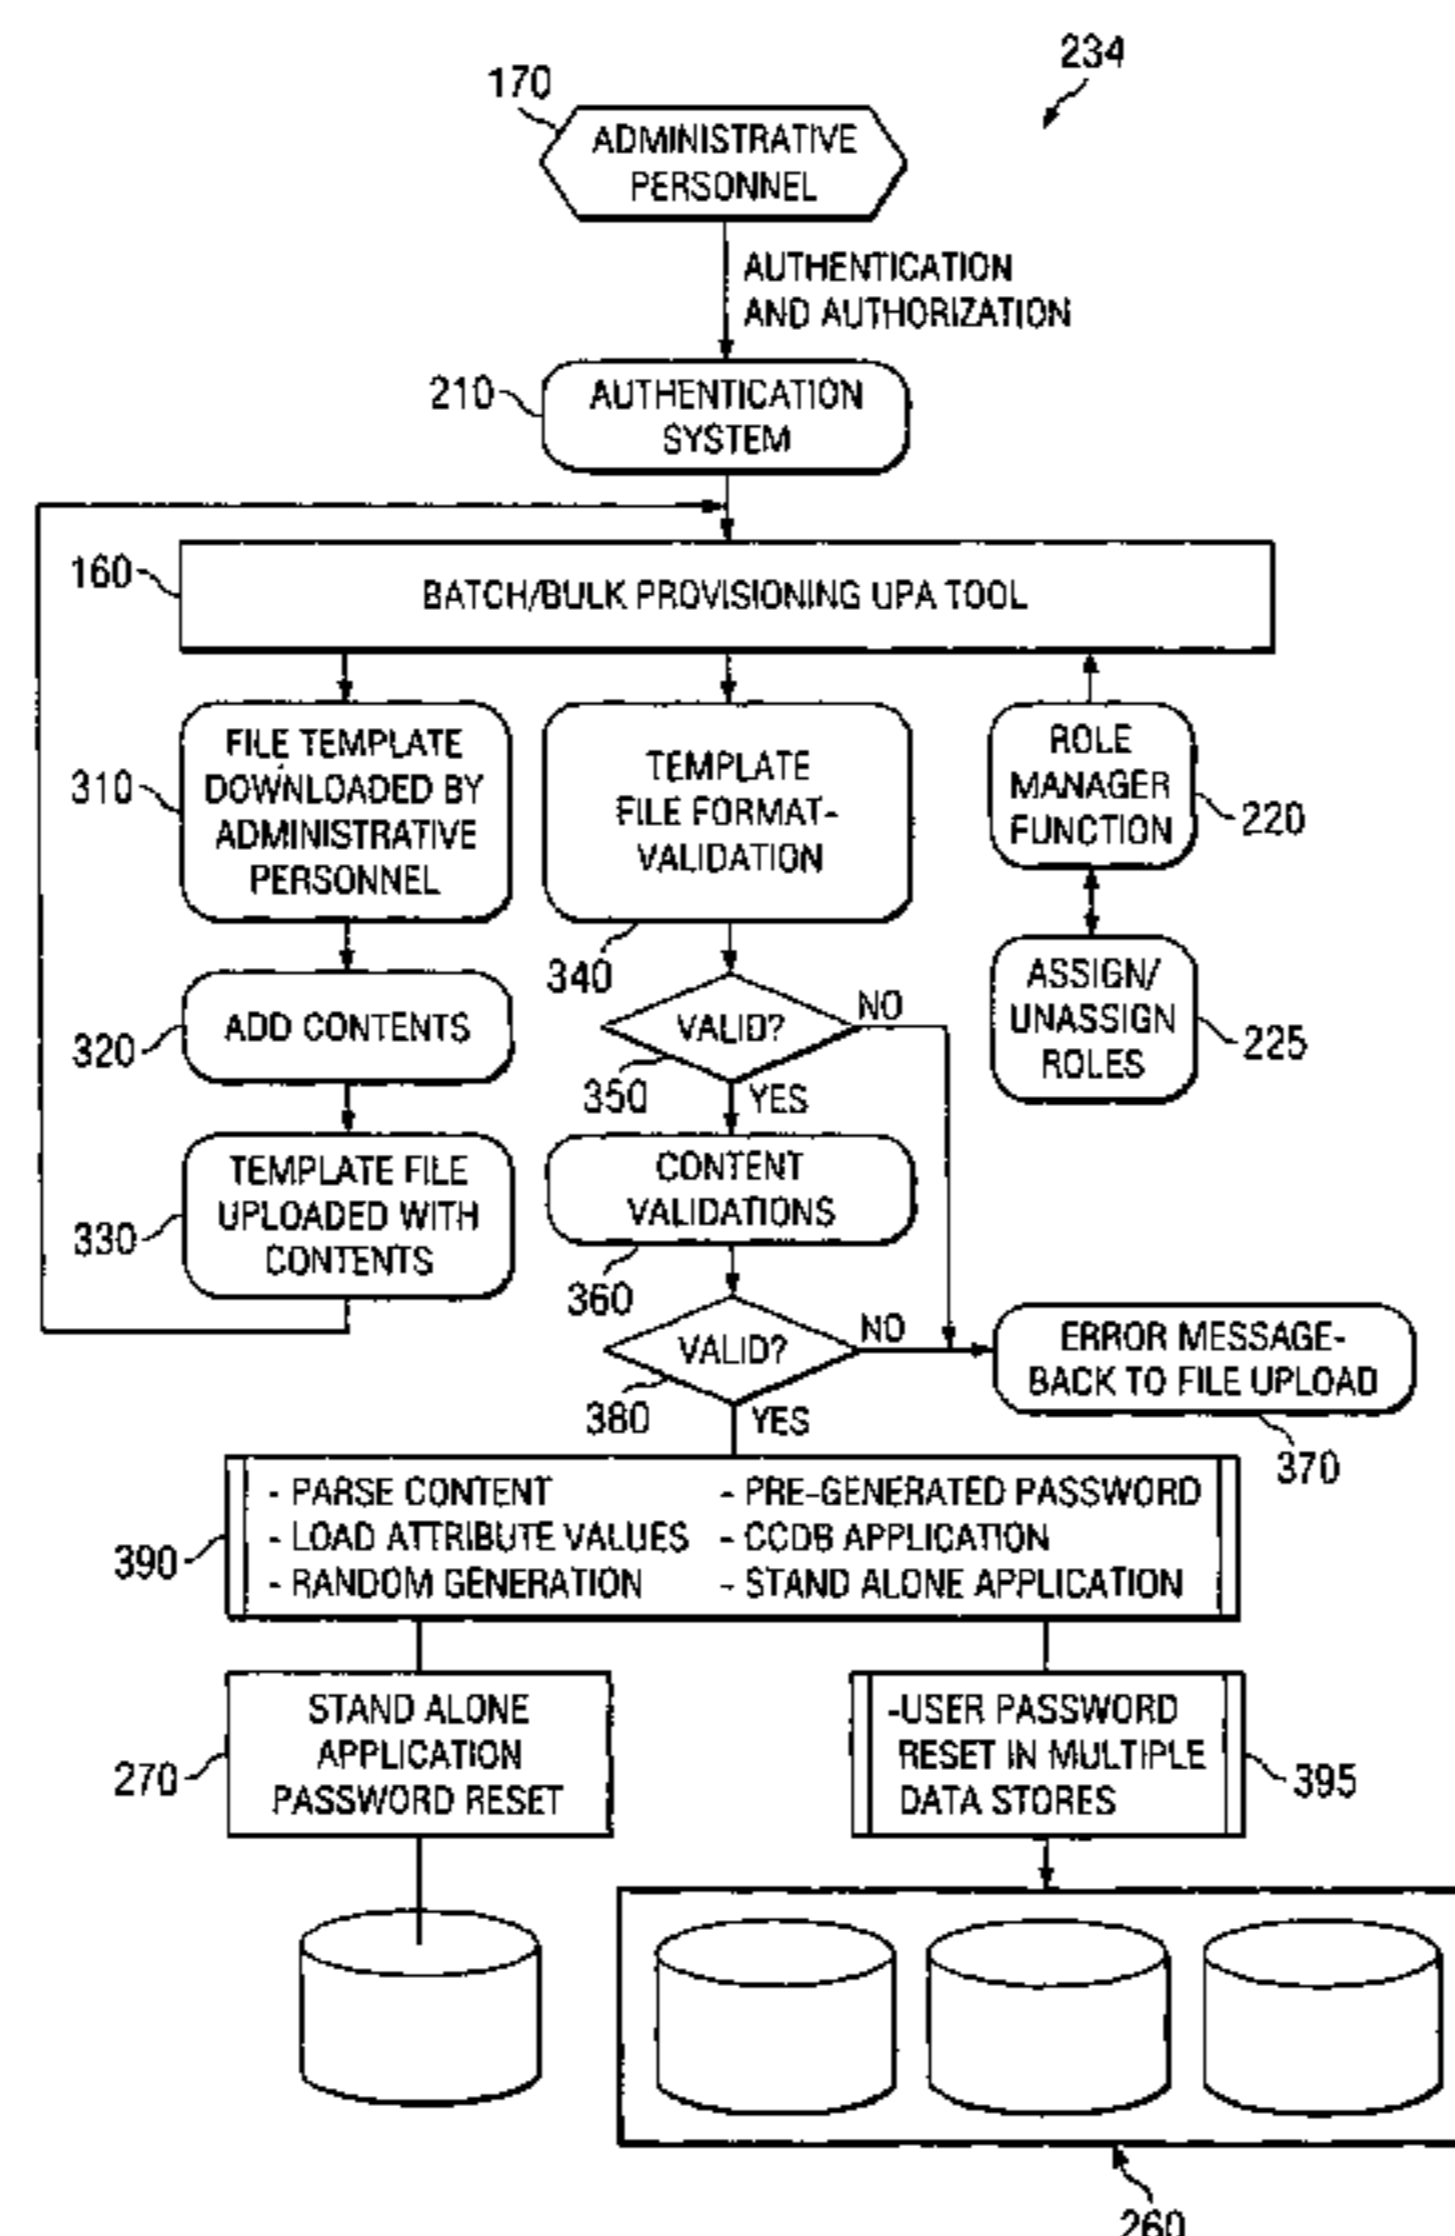 234
170
ADMINISTRATIVE
PERSONNEL
AUTHENTICATION
AND AUTHORIZATION
210
AUTHENTICATION
SYSTEM
160
BATCH/BULK PROVISIONING UPA TOOL
310
FILE TEMPLATE
DOWNLOADED BY
ADMINISTRATIVE
PERSONNEL
TEMPLATE
FILE FORMAT-
VALIDATION
340
ROLE
MANAGER
FUNCTION
220
320
ADD CONTENTS
VALID?
NO
350
YES
ASSIGN/
UNASSIGN
ROLES
225
330
TEMPLATE FILE
UPLOADED WITH
CONTENTS
CONTENT
VALIDATIONS
360
VALID?
NO
380
YES
ERROR MESSAGE-
BACK TO FILE UPLOAD
370
390
- PARSE CONTENT
- LOAD ATTRIBUTE VALUES
- RANDOM GENERATION
- PRE-GENERATED PASSWORD
- CCDB APPLICATION
- STAND ALONE APPLICATION
270
STAND ALONE
APPLICATION
PASSWORD RESET
-USER PASSWORD
RESET IN MULTIPLE
DATA STORES
395
260